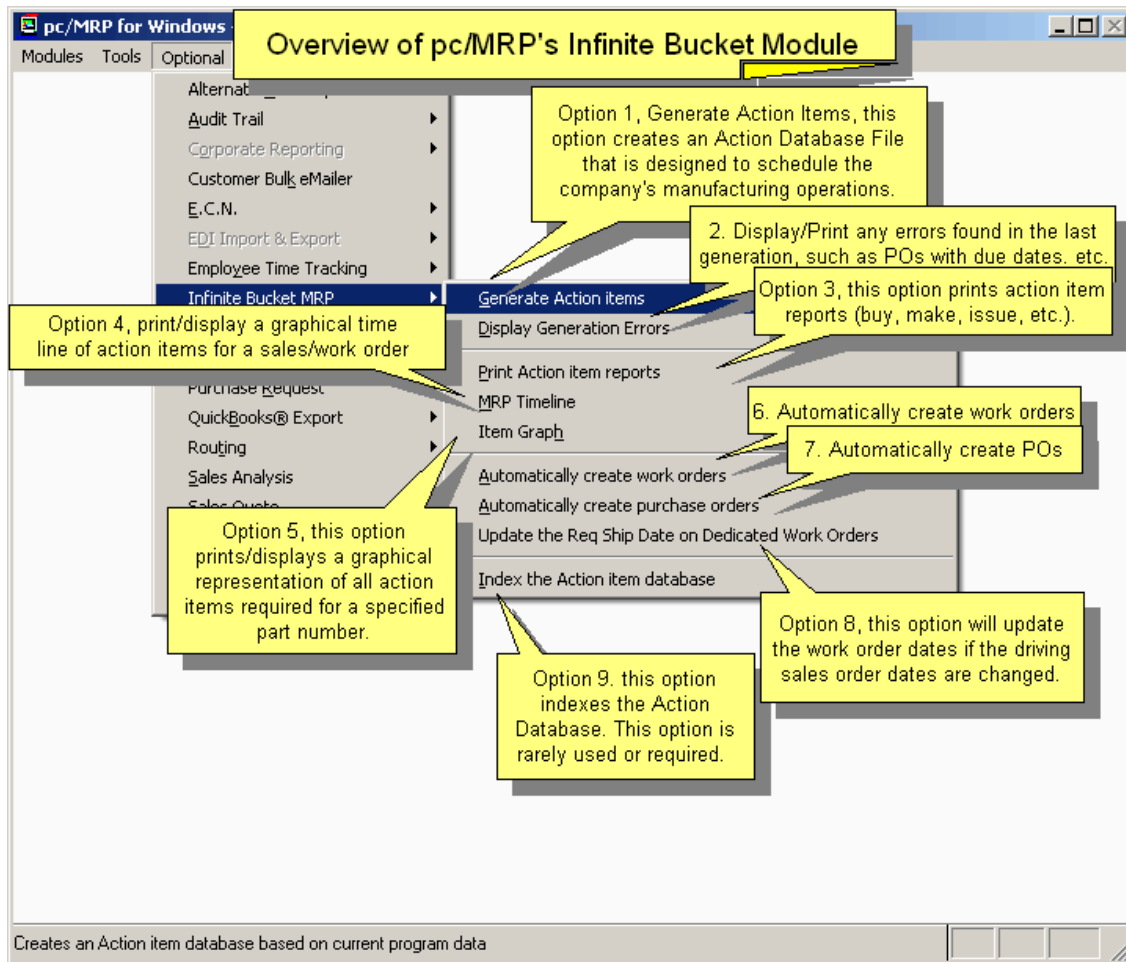 pc/MRP for Windows
Overview of pc/MRP's Infinite Bucket Module
Modules Tools Optional
Audit Trail
Corporate Reporting
Customer Bulk eMailer
E.C.N.
EDI Import & Export
Employee Time Tracking
Infinite Bucket MRP
Purchase Request
QuickBooks® Export
Routing
Sales Analysis
Sales Quote
Option 1, Generate Action Items, this
option creates an Action Database File
that is designed to schedule the
company's manufacturing operations.
2. Display/Print any errors found in the last
generation, such as POs with due dates. etc.
Option 3, this option prints action item
reports (buy, make, issue, etc.).
Option 4, print/display a graphical time
line of action items for a sales/work order
Generate Action items
Display Generation Errors
Print Action item reports
MRP Timeline
Item Graph
6. Automatically create work orders
7. Automatically create POs
Automatically create work orders
Automatically create purchase orders
Update the Req Ship Date on Dedicated Work Orders
Index the Action item database
Option 5, this option
prints/displays a graphical
representation of all action
items required for a specified
part number.
Option 8, this option will update
the work order dates if the driving
sales order dates are changed.
Option 9. this option
indexes the Action
Database. This option is
rarely used or required.
Creates an Action item database based on current program data